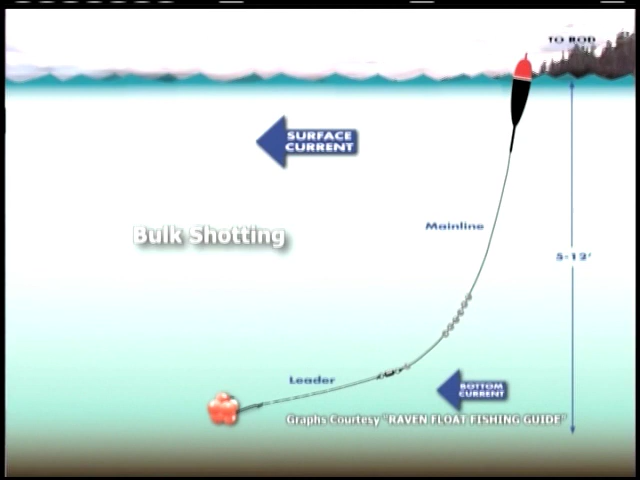 TO ROD
SURFACE
CURRENT
Mainline
Bulk Shotting
5-12'
Leader
BOTTOM
CURRENT
Graphs Courtesy "RAVEN FLOAT FISHING GUIDE"